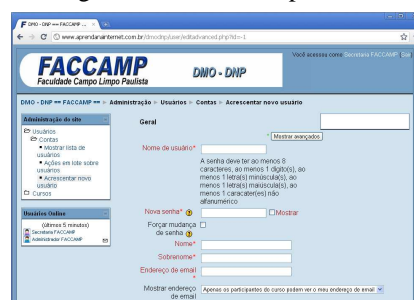 DMO - DNP == FACCAMP ...
www.aprendanainternet.com.br/dmodnp/user/editadvanced.php?id=-1
Você acessou como Secretaria FACCAMP (Sair
FACCAMP
Faculdade Campo Limpo Paulista
DMO - DNP
DMO - DNP == FACCAMP == ► Administração ► Usuários ► Contas ► Acrescentar novo usuário
Administração do site
Usuários
Contas
Mostrar lista de usuários
Ações em lote sobre usuários
Acrescentar novo usuário
Cursos
Usuários Online
(últimos 5 minutos)
Secretaria FACCAMP
Administrador FACCAMP
Geral
* Mostrar avançados
Nome de usuário*
A senha deve ter ao menos 8
caracteres, ao menos 1 dígito(s), ao
menos 1 letra(s) minúscula(s), ao
menos 1 letra(s) maiúscula(s), ao
menos 1 caracter(es) não
alfanumérico
Nova senha*
Mostrar
Forçar mudança
de senha
Nome*
Sobrenome*
Endereço de email
*
Mostrar endereço
de email
Apenas os participantes do curso podem ver o meu endereço de email